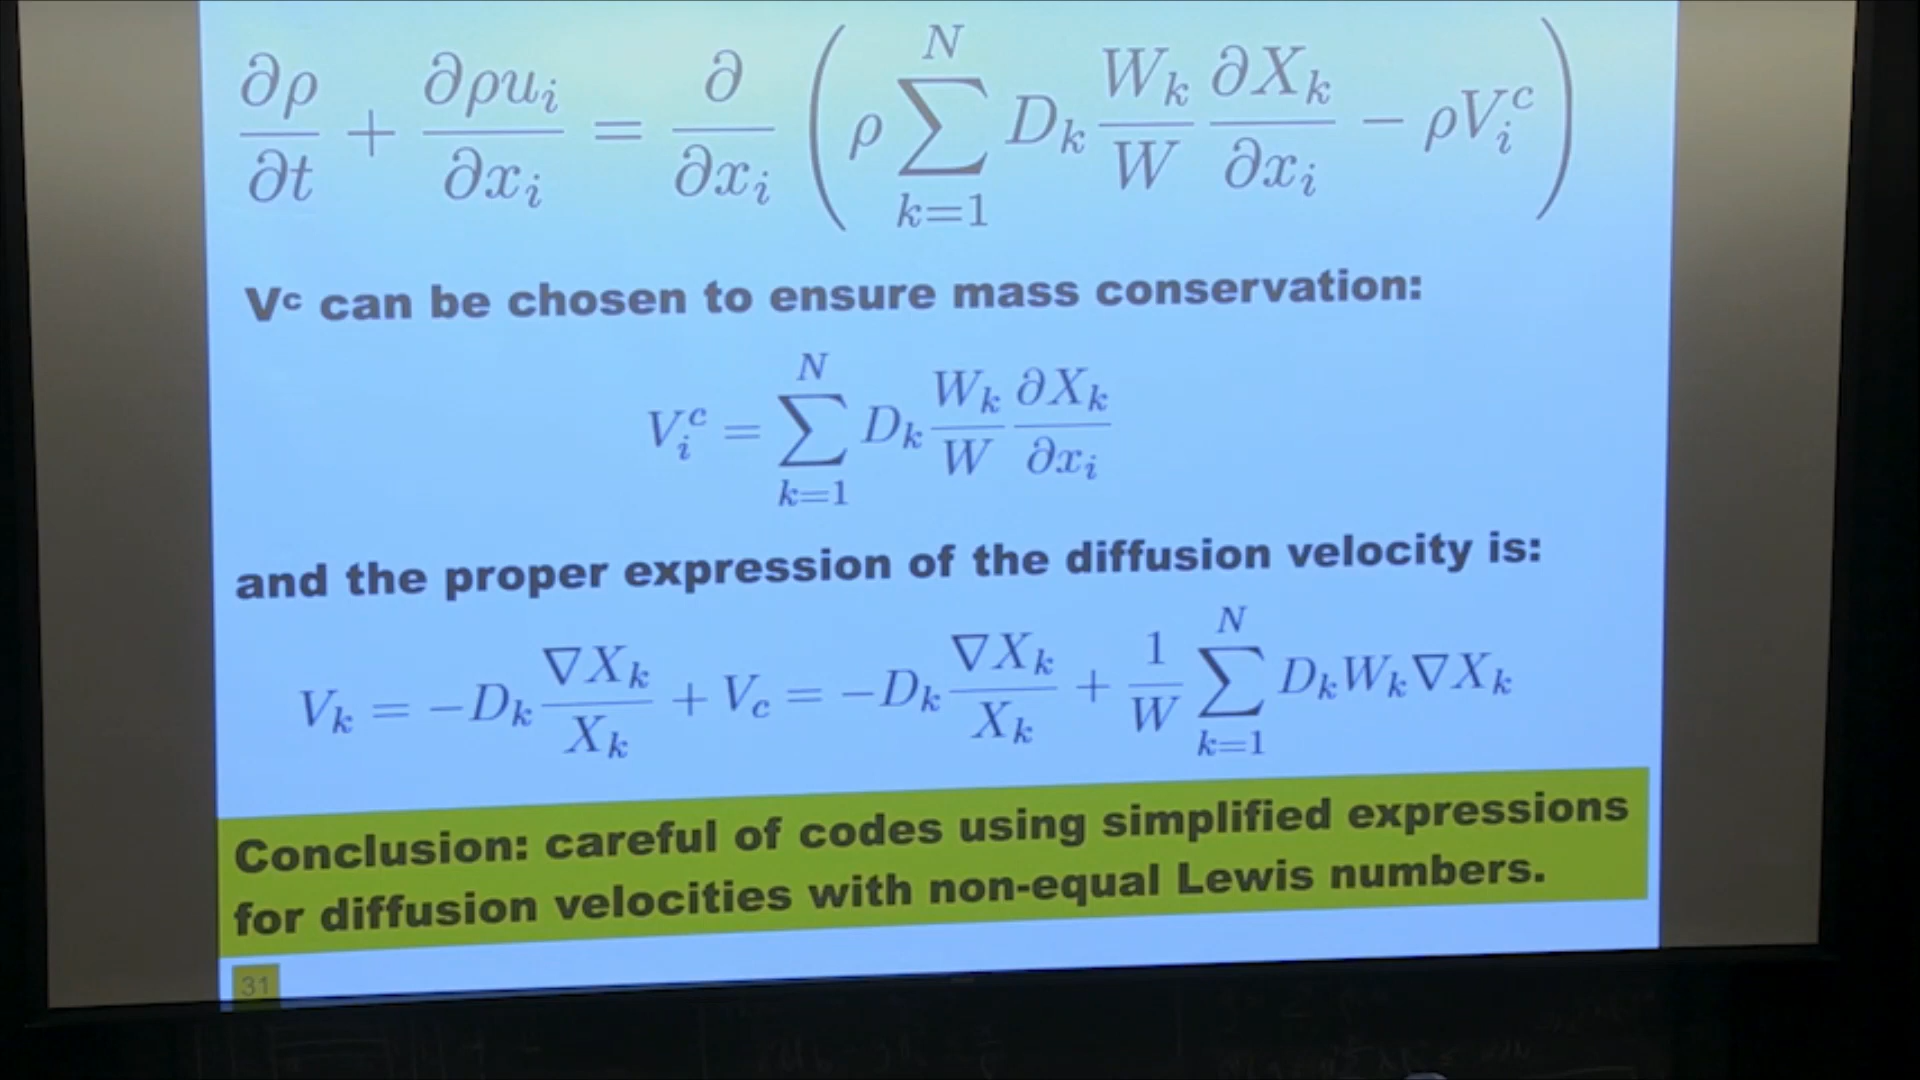 ∂ρ/∂t + ∂ρu_i/∂x_i = ∂/∂x_i ( ρ ∑_{k=1}^{N} D_k W_k/W ∂X_k/∂x_i − ρV_i^c )
Vᶜ can be chosen to ensure mass conservation:
V_i^c = ∑_{k=1}^{N} D_k W_k/W ∂X_k/∂x_i
and the proper expression of the diffusion velocity is:
V_k = −D_k ∇X_k/X_k + V_c = −D_k ∇X_k/X_k + 1/W ∑_{k=1}^{N} D_k W_k ∇X_k
Conclusion: careful of codes using simplified expressions
for diffusion velocities with non-equal Lewis numbers.
31